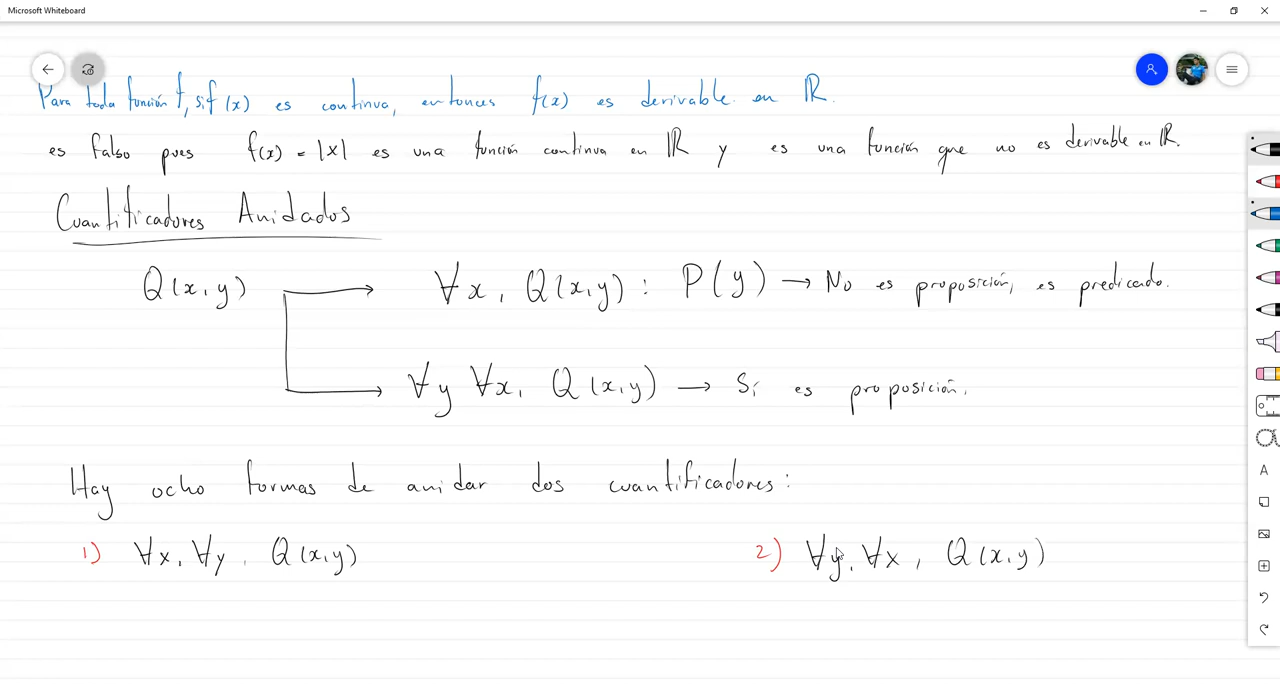 Microsoft Whiteboard
Para toda función f, si f(x) es continua, entonces f(x) es derivable en ℝ.
es falso pues f(x) = |x| es una función continua en ℝ y es una función que no es derivable en ℝ.
Cuantificadores Anidados
Q(x,y) → ∀x, Q(x,y) : P(y) → No es proposición, es predicado.
→ ∀y ∀x, Q(x,y) → Sí es proposición.
Hay ocho formas de anidar dos cuantificadores:
1) ∀x, ∀y, Q(x,y) 2) ∀y, ∀x, Q(x,y)